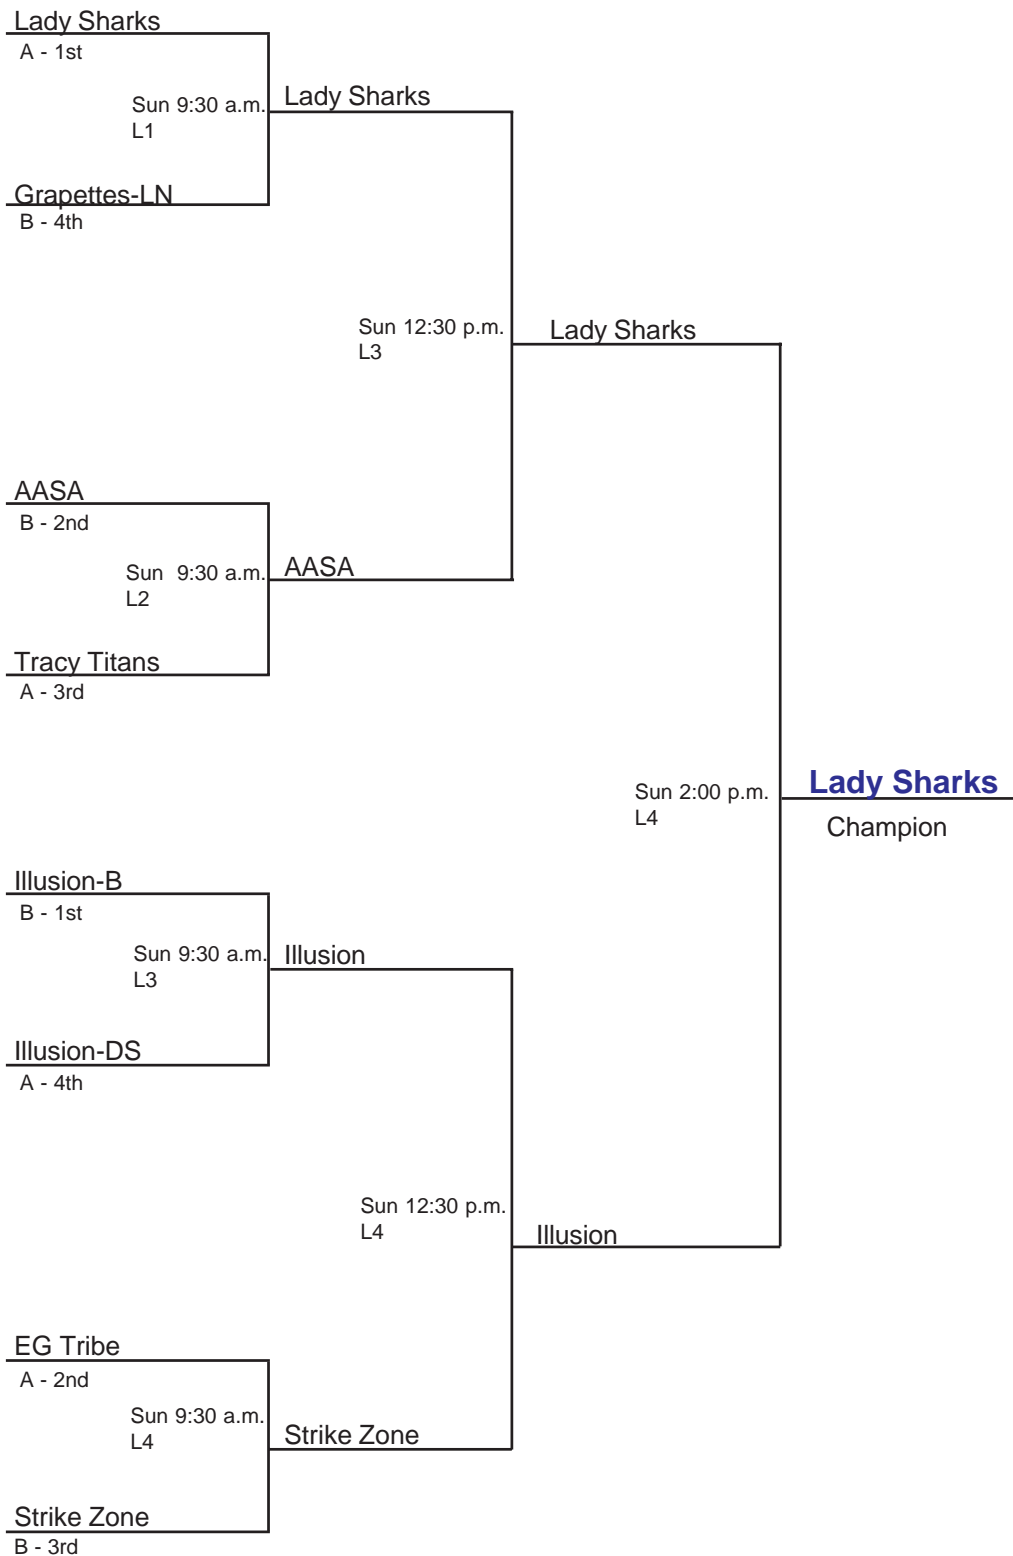 Lady Sharks
A - 1st
Sun 9:30 a.m.
L1
Lady Sharks
Grapettes-LN
B - 4th
Sun 12:30 p.m.
L3
Lady Sharks
AASA
B - 2nd
Sun 9:30 a.m.
L2
AASA
Tracy Titans
A - 3rd
Sun 2:00 p.m.
L4
Lady Sharks
Champion
Illusion-B
B - 1st
Sun 9:30 a.m.
L3
Illusion
Illusion-DS
A - 4th
Sun 12:30 p.m.
L4
Illusion
EG Tribe
A - 2nd
Sun 9:30 a.m.
L4
Strike Zone
Strike Zone
B - 3rd